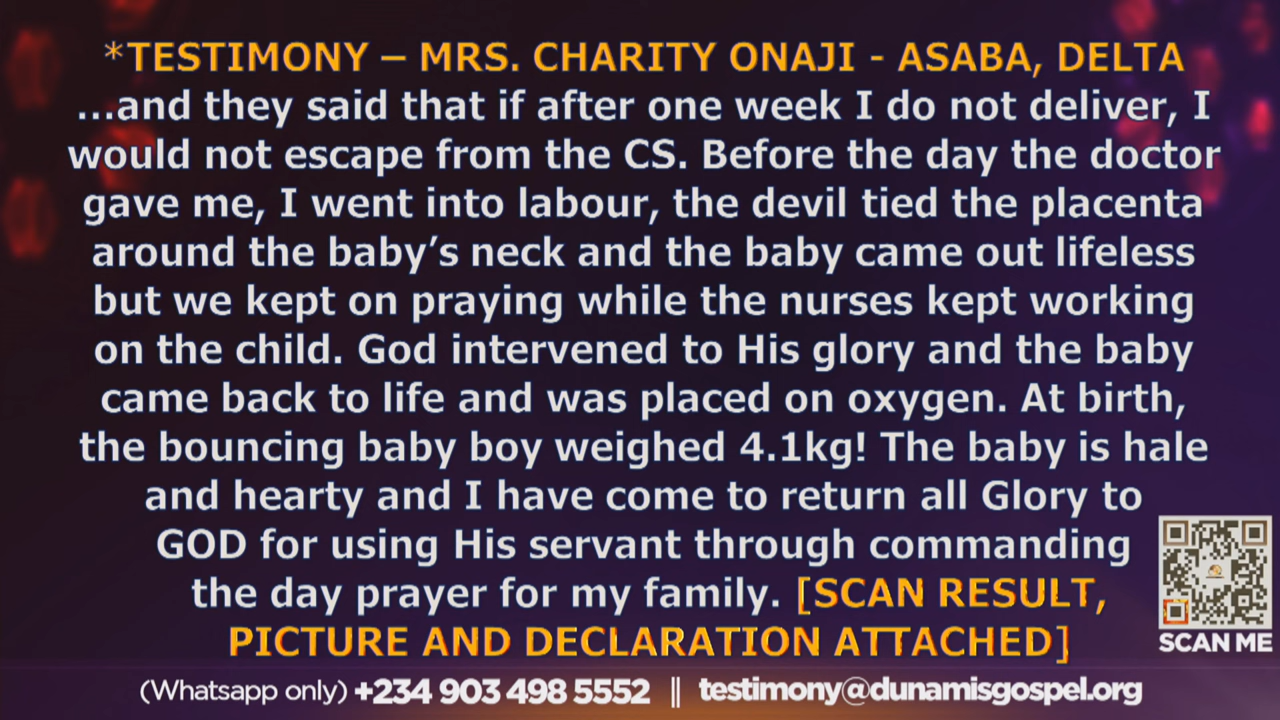 *TESTIMONY – MRS. CHARITY ONAJI - ASABA, DELTA
...and they said that if after one week I do not deliver, I
would not escape from the CS. Before the day the doctor
gave me, I went into labour, the devil tied the placenta
around the baby’s neck and the baby came out lifeless
but we kept on praying while the nurses kept working
on the child. God intervened to His glory and the baby
came back to life and was placed on oxygen. At birth,
the bouncing baby boy weighed 4.1kg! The baby is hale
and hearty and I have come to return all Glory to
GOD for using His servant through commanding
the day prayer for my family. [SCAN RESULT,
PICTURE AND DECLARATION ATTACHED]
SCAN ME
(Whatsapp only) +234 903 498 5552 || testimony@dunamisgospel.org